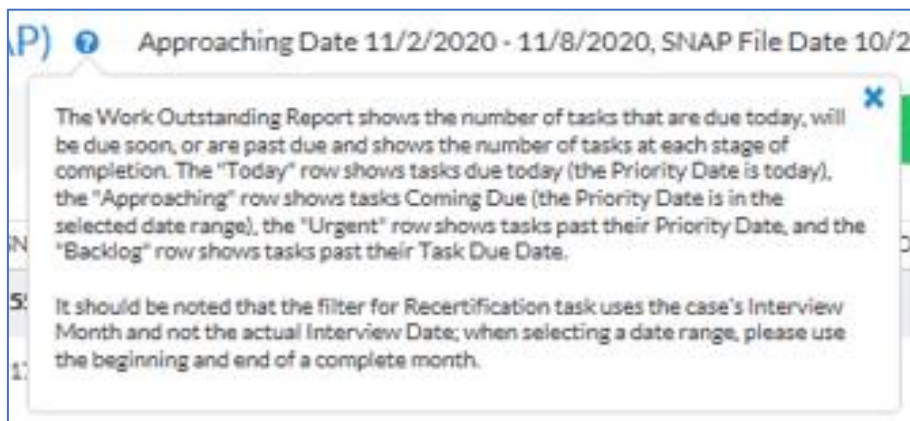 AP) ? Approaching Date 11/2/2020 - 11/8/2020, SNAP File Date 10/2
The Work Outstanding Report shows the number of tasks that are due today, will
be due soon, or are past due and shows the number of tasks at each stage of
completion. The "Today" row shows tasks due today (the Priority Date is today),
the "Approaching" row shows tasks Coming Due (the Priority Date is in the
selected date range), the "Urgent" row shows tasks past their Priority Date, and the
"Backlog" row shows tasks past their Task Due Date.
It should be noted that the filter for Recertification task uses the case's Interview
Month and not the actual Interview Date; when selecting a date range, please use
the beginning and end of a complete month.